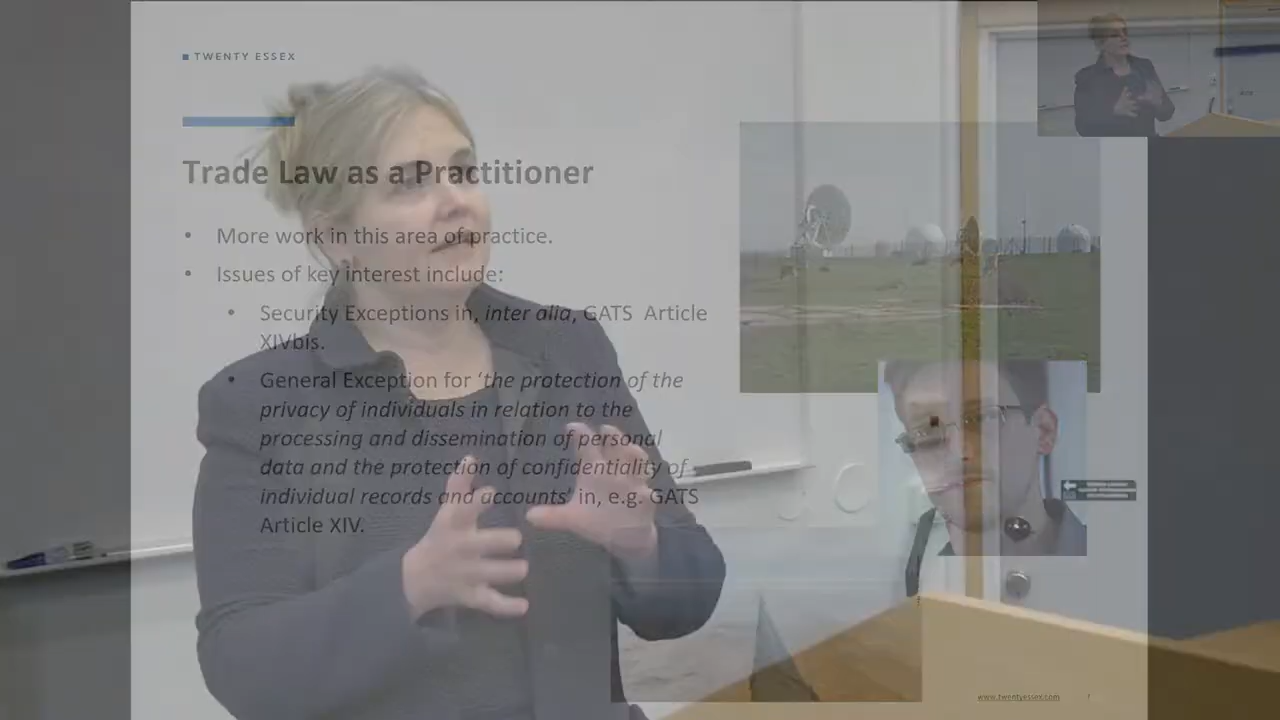 TWENTY ESSEX
Trade Law as a Practitioner
• More work in this area of practice.
• Issues of key interest include:
• Security Exceptions in, inter alia, GATS Article
XIVbis.
• General Exception for ‘the protection of the
privacy of individuals in relation to the
processing and dissemination of personal
data and the protection of confidentiality of
individual records and accounts’ in, e.g. GATS
Article XIV.
www.twentyessex.com